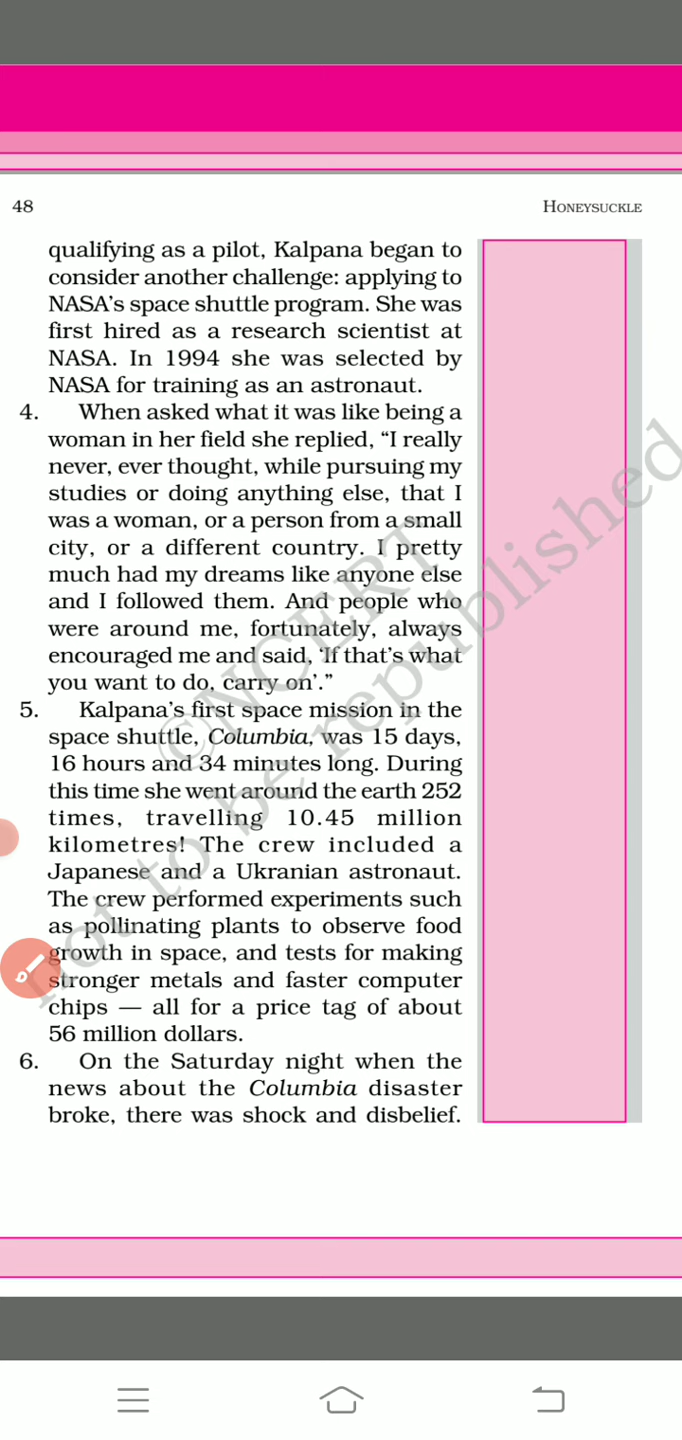 48
HONEYSUCKLE
qualifying as a pilot, Kalpana began to
consider another challenge: applying to
NASA's space shuttle program. She was
first hired as a research scientist at
NASA. In 1994 she was selected by
NASA for training as an astronaut.
4. When asked what it was like being a
woman in her field she replied, “I really
never, ever thought, while pursuing my
studies or doing anything else, that I
was a woman, or a person from a small
city, or a different country. I pretty
much had my dreams like anyone else
and I followed them. And people who
were around me, fortunately, always
encouraged me and said, ‘If that’s what
you want to do, carry on’.”
5. Kalpana’s first space mission in the
space shuttle, Columbia, was 15 days,
16 hours and 34 minutes long. During
this time she went around the earth 252
times, travelling 10.45 million
kilometres! The crew included a
Japanese and a Ukranian astronaut.
The crew performed experiments such
as pollinating plants to observe food
growth in space, and tests for making
stronger metals and faster computer
chips — all for a price tag of about
56 million dollars.
6. On the Saturday night when the
news about the Columbia disaster
broke, there was shock and disbelief.
©NCERT
not to be republished